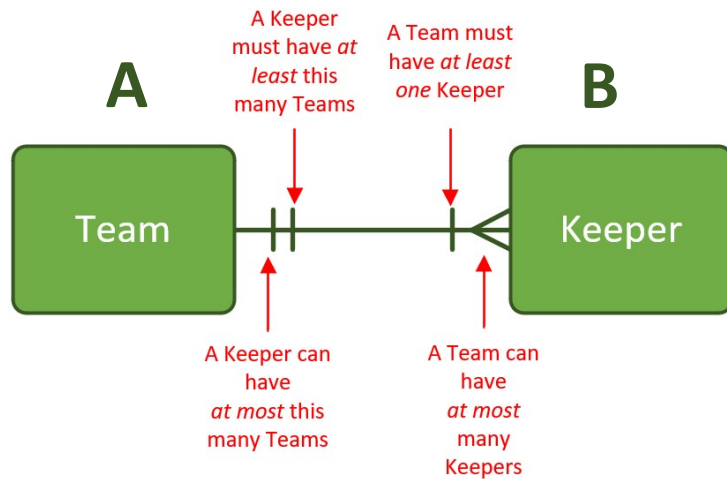 A Keeper
must have at
least this
many Teams
A Team must
have at least
one Keeper
A
B
Team
Keeper
A Keeper can
have
at most this
many Teams
A Team can
have
at most
many
Keepers